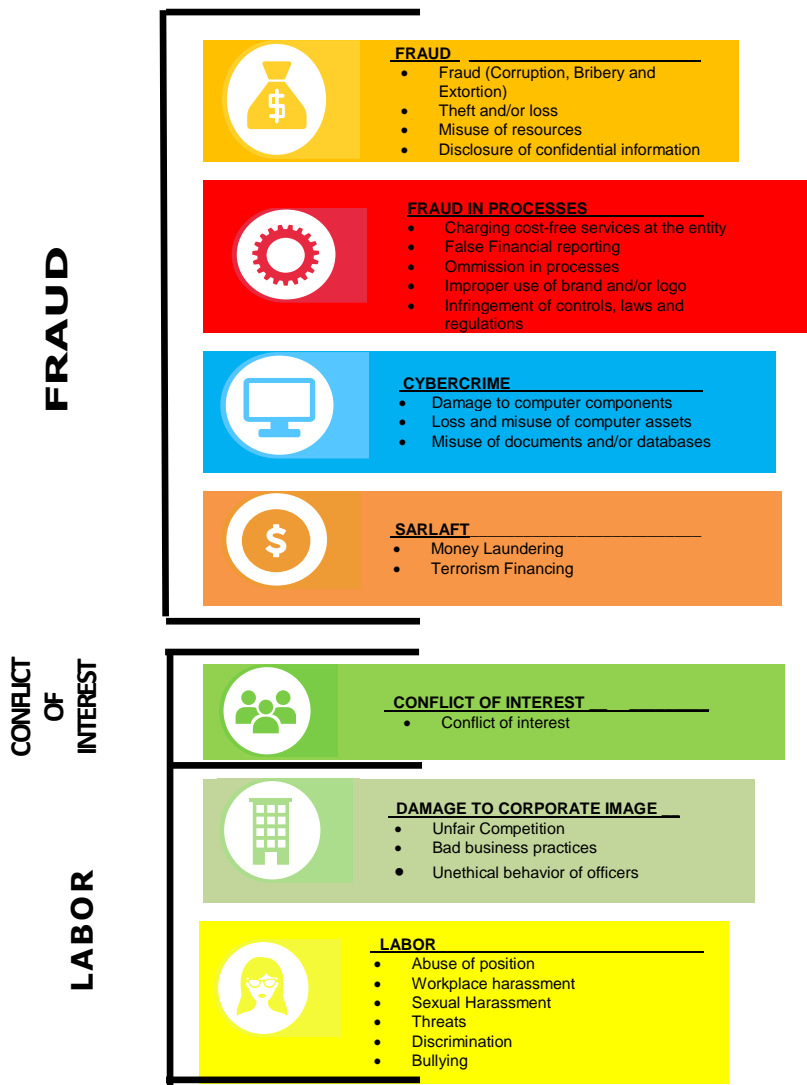 FRAUD
FRAUD
• Fraud (Corruption, Bribery and
Extortion)
• Theft and/or loss
• Misuse of resources
• Disclosure of confidential information
$
FRAUD IN PROCESSES
• Charging cost-free services at the entity
• False Financial reporting
• Ommission in processes
• Improper use of brand and/or logo
• Infringement of controls, laws and
regulations
CYBERCRIME
• Damage to computer components
• Loss and misuse of computer assets
• Misuse of documents and/or databases
SARLAFT
• Money Laundering
• Terrorism Financing
$
CONFLICT
OF
INTEREST
CONFLICT OF INTEREST
• Conflict of interest
LABOR
DAMAGE TO CORPORATE IMAGE
• Unfair Competition
• Bad business practices
• Unethical behavior of officers
LABOR
• Abuse of position
• Workplace harassment
• Sexual Harassment
• Threats
• Discrimination
• Bullying